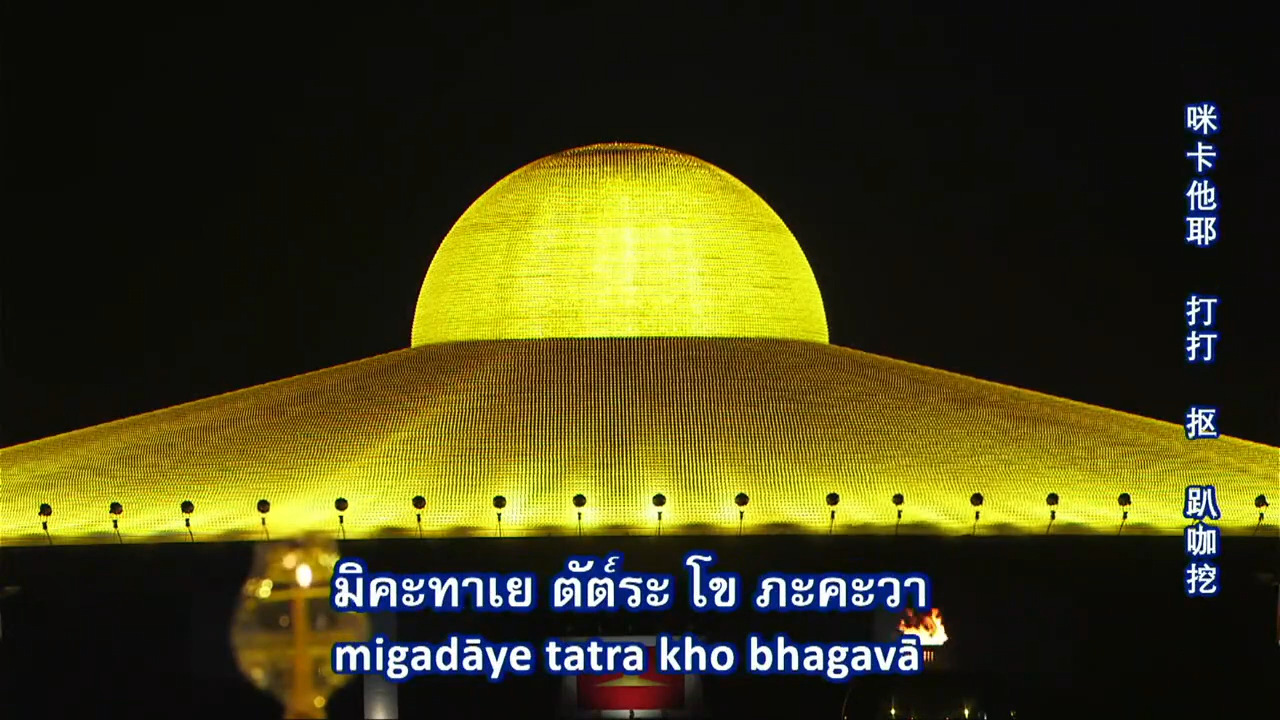 มิคะทาเย ตัต๎ระ โข ภะคะวา
migadāye tatra kho bhagavā
咪卡他耶 打打 抠 趴咖挖